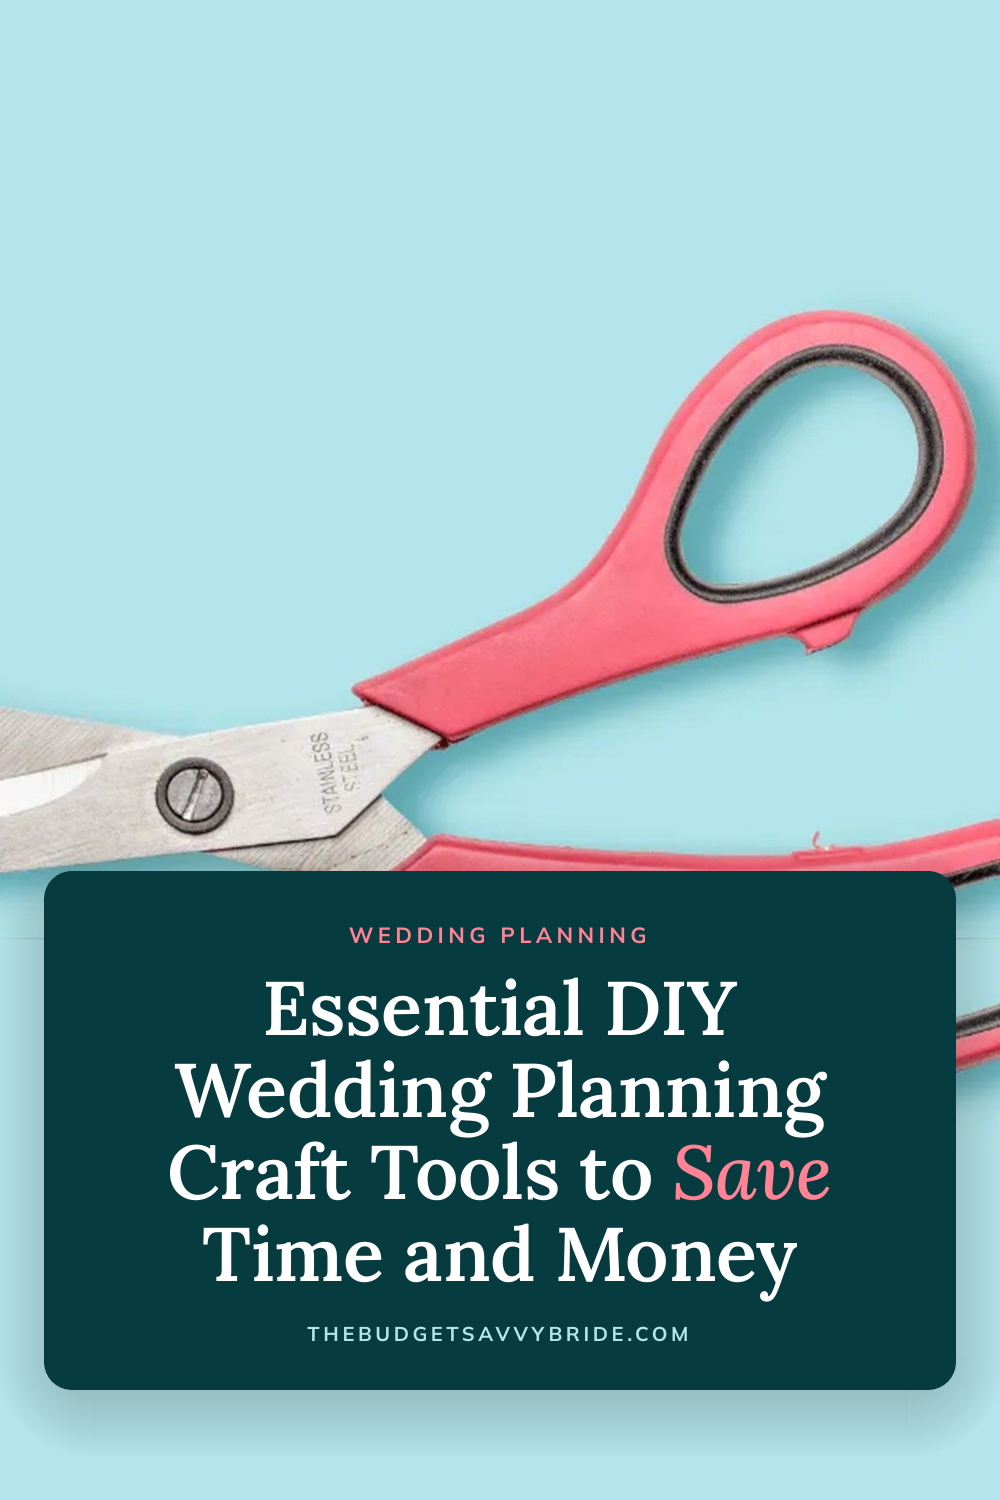 STAINLESS
STEEL
WEDDING PLANNING
Essential DIY
Wedding Planning
Craft Tools to Save
Time and Money
THEBUDGETSAVVYBRIDE.COM